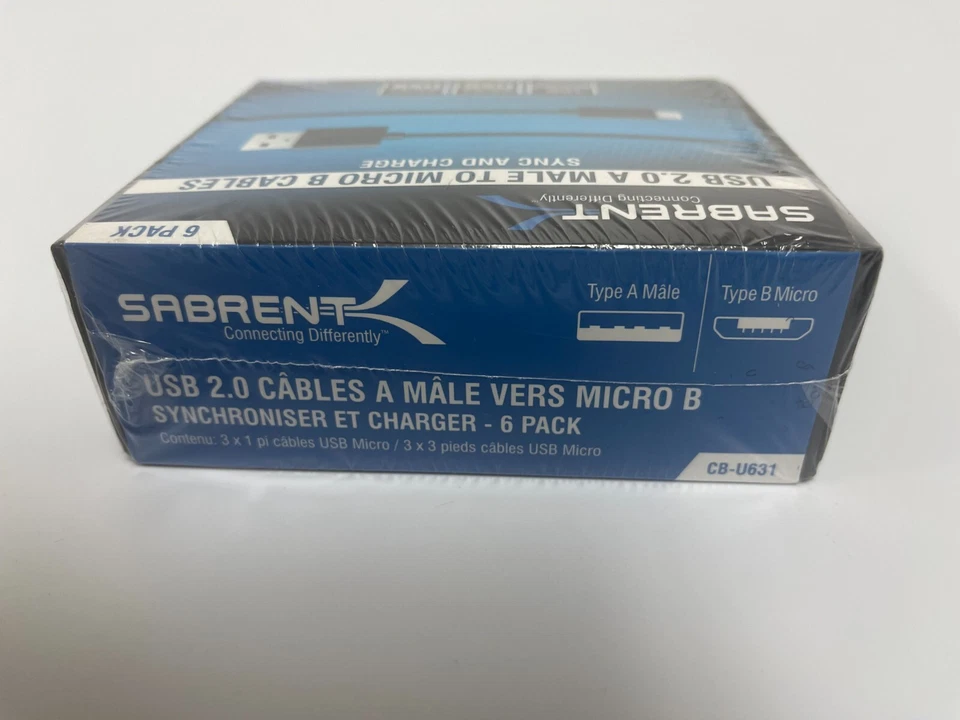 SABRENT
Connecting Differently
USB 2.0 A MALE TO MICRO B CABLES
SYNC AND CHARGE
6 PACK
SABRENT
Connecting Differently™
Type A Mâle
Type B Micro
USB 2.0 CÂBLES A MÂLE VERS MICRO B
SYNCHRONISER ET CHARGER - 6 PACK
Contenu: 3 x 1 pi câbles USB Micro / 3 x 3 pieds câbles USB Micro
CB-U631